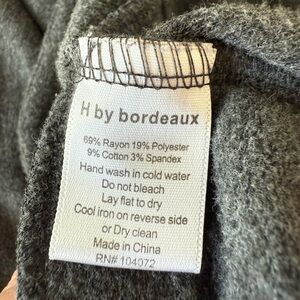 H by bordeaux
69% Rayon 19% Polyester
9% Cotton 3% Spandex
Hand wash in cold water
Do not bleach
Lay flat to dry
Cool iron on reverse side
or Dry clean
Made in China
RN# 104072